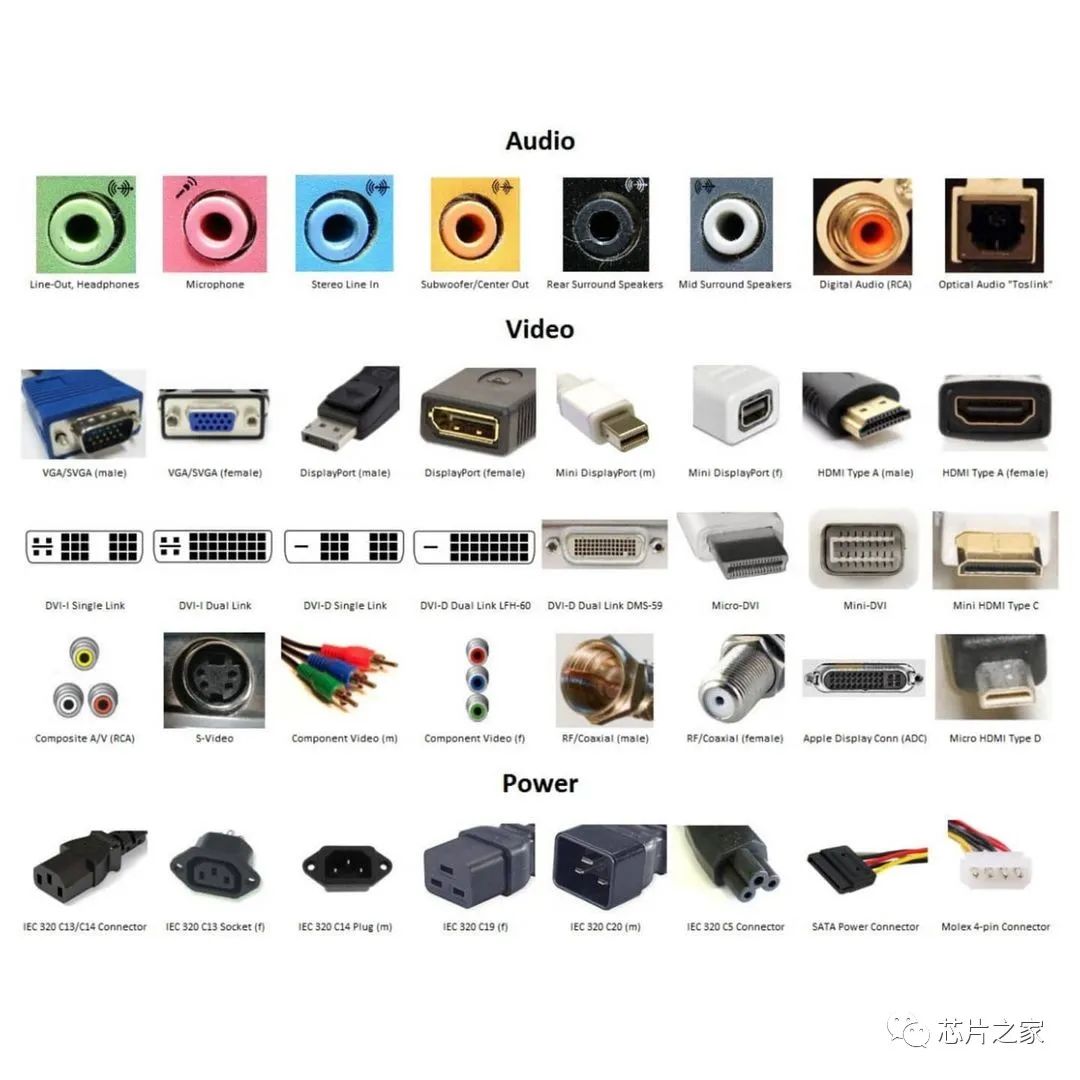 Audio
Line-Out, Headphones
Microphone
Stereo Line In
Subwoofer/Center Out
Rear Surround Speakers
Mid Surround Speakers
Digital Audio (RCA)
Optical Audio "Toslink"
Video
VGA/SVGA (male)
VGA/SVGA (female)
DisplayPort (male)
DisplayPort (female)
Mini DisplayPort (m)
Mini DisplayPort (f)
HDMI Type A (male)
HDMI Type A (female)
DVI-I Single Link
DVI-I Dual Link
DVI-D Single Link
DVI-D Dual Link LFH-60
DVI-D Dual Link DMS-59
Micro-DVI
Mini-DVI
Mini HDMI Type C
Composite A/V (RCA)
S-Video
Component Video (m)
Component Video (f)
RF/Coaxial (male)
RF/Coaxial (female)
Apple Display Conn (ADC)
Micro HDMI Type D
Power
IEC 320 C13/C14 Connector
IEC 320 C13 Socket (f)
IEC 320 C14 Plug (m)
IEC 320 C19 (f)
IEC 320 C20 (m)
IEC 320 C5 Connector
SATA Power Connector
Molex 4-pin Connector
芯片之家